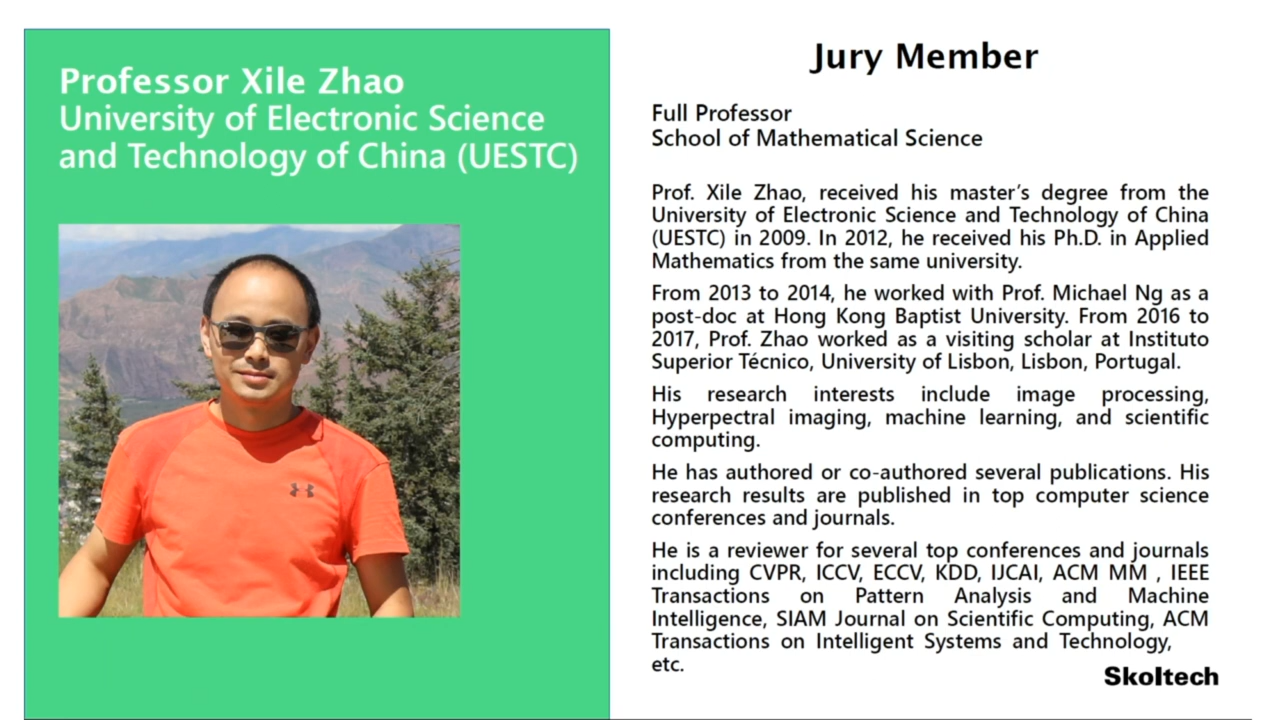 Professor Xile Zhao
University of Electronic Science
and Technology of China (UESTC)
Jury Member
Full Professor
School of Mathematical Science
Prof. Xile Zhao, received his master's degree from the
University of Electronic Science and Technology of China
(UESTC) in 2009. In 2012, he received his Ph.D. in Applied
Mathematics from the same university.
From 2013 to 2014, he worked with Prof. Michael Ng as a
post-doc at Hong Kong Baptist University. From 2016 to
2017, Prof. Zhao worked as a visiting scholar at Instituto
Superior Técnico, University of Lisbon, Lisbon, Portugal.
His research interests include image processing,
Hyperpectral imaging, machine learning, and scientific
computing.
He has authored or co-authored several publications. His
research results are published in top computer science
conferences and journals.
He is a reviewer for several top conferences and journals
including CVPR, ICCV, ECCV, KDD, IJCAI, ACM MM , IEEE
Transactions on Pattern Analysis and Machine
Intelligence, SIAM Journal on Scientific Computing, ACM
Transactions on Intelligent Systems and Technology,
etc.
Skoltech